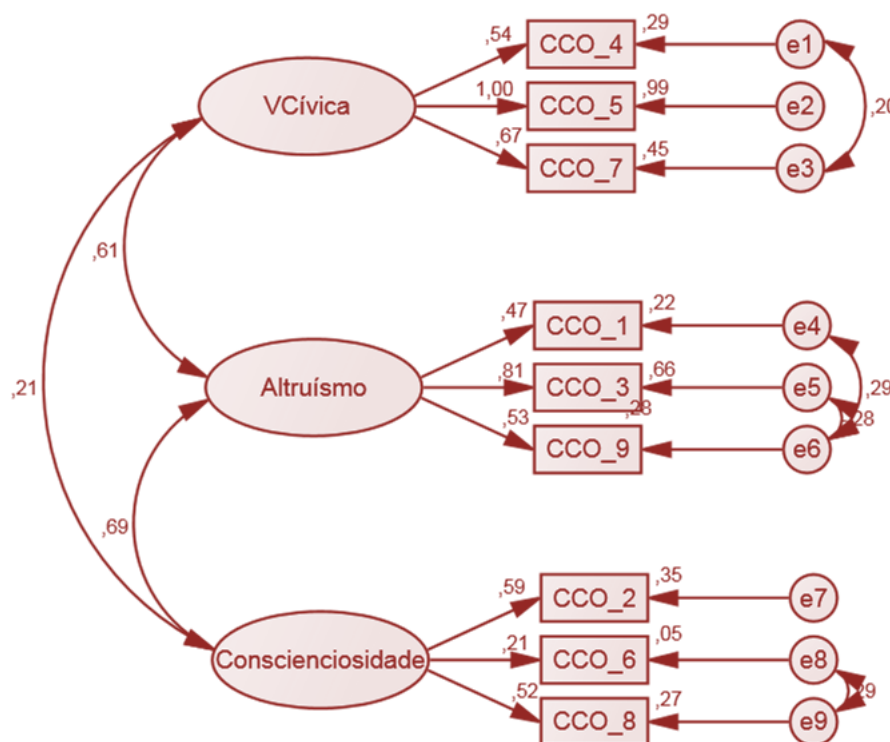 ,54
,29
CCO_4
e1
VCívica
1,00
,99
CCO_5
e2
,20
,67
,45
CCO_7
e3
,61
,47
,22
CCO_1
e4
,21
Altruísmo
,81
,66
CCO_3
e5
,29
,53
,28
CCO_9
e6
,28
,69
,59
,35
CCO_2
e7
Conscienciosidade
,21
,05
CCO_6
e8
,29
,52
,27
CCO_8
e9